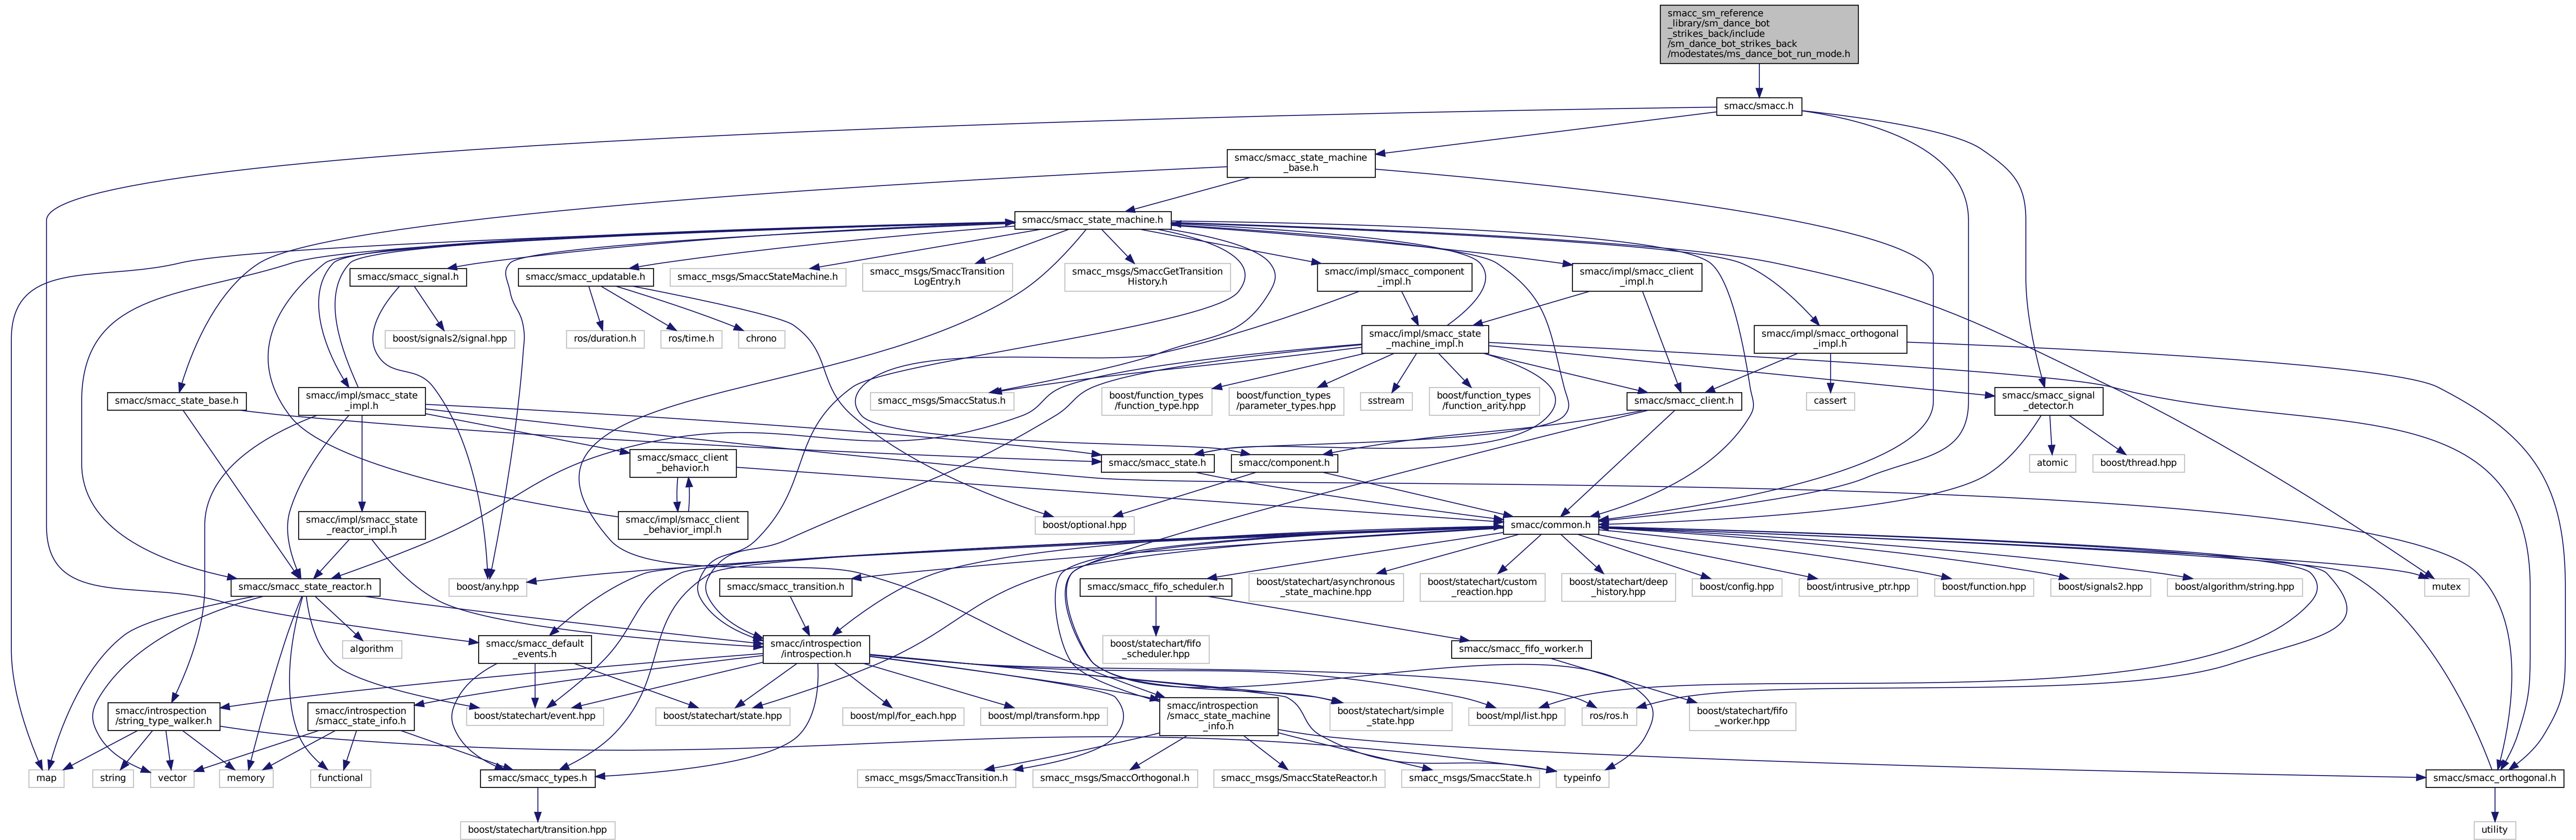 smacc_sm_reference
_library/sm_dance_bot
_strikes_back/include
/sm_dance_bot_strikes_back
/modestates/ms_dance_bot_run_mode.h
smacc/smacc.h
smacc/smacc_state_machine
_base.h
smacc/smacc_state_machine.h
smacc/smacc_signal.h
smacc/smacc_updatable.h
smacc_msgs/SmaccStateMachine.h
smacc_msgs/SmaccTransition
LogEntry.h
smacc_msgs/SmaccGetTransition
History.h
smacc/impl/smacc_component
_impl.h
smacc/impl/smacc_client
_impl.h
boost/signals2/signal.hpp
ros/duration.h
ros/time.h
chrono
smacc/impl/smacc_state
_machine_impl.h
smacc/impl/smacc_orthogonal
_impl.h
smacc/smacc_state_base.h
smacc/impl/smacc_state
_impl.h
smacc_msgs/SmaccStatus.h
boost/function_types
/function_type.hpp
boost/function_types
/parameter_types.hpp
sstream
boost/function_types
/function_arity.hpp
smacc/smacc_client.h
cassert
smacc/smacc_signal
_detector.h
smacc/smacc_client
_behavior.h
smacc/smacc_state.h
smacc/component.h
atomic
boost/thread.hpp
smacc/impl/smacc_state
_reactor_impl.h
smacc/impl/smacc_client
_behavior_impl.h
boost/optional.hpp
smacc/common.h
smacc/smacc_state_reactor.h
boost/any.hpp
smacc/smacc_transition.h
smacc/smacc_fifo_scheduler.h
boost/statechart/asynchronous
_state_machine.hpp
boost/statechart/custom
_reaction.hpp
boost/statechart/deep
_history.hpp
boost/config.hpp
boost/intrusive_ptr.hpp
boost/function.hpp
boost/signals2.hpp
boost/algorithm/string.hpp
mutex
algorithm
smacc/smacc_default
_events.h
smacc/introspection
/introspection.h
boost/statechart/fifo
_scheduler.hpp
smacc/smacc_fifo_worker.h
smacc/introspection
/string_type_walker.h
smacc/introspection
/smacc_state_info.h
boost/statechart/event.hpp
boost/statechart/state.hpp
boost/mpl/for_each.hpp
boost/mpl/transform.hpp
smacc/introspection
/smacc_state_machine
_info.h
boost/statechart/simple
_state.hpp
boost/mpl/list.hpp
ros/ros.h
boost/statechart/fifo
_worker.hpp
map
string
vector
memory
functional
smacc/smacc_types.h
smacc_msgs/SmaccTransition.h
smacc_msgs/SmaccOrthogonal.h
smacc_msgs/SmaccStateReactor.h
smacc_msgs/SmaccState.h
typeinfo
smacc/smacc_orthogonal.h
boost/statechart/transition.hpp
utility